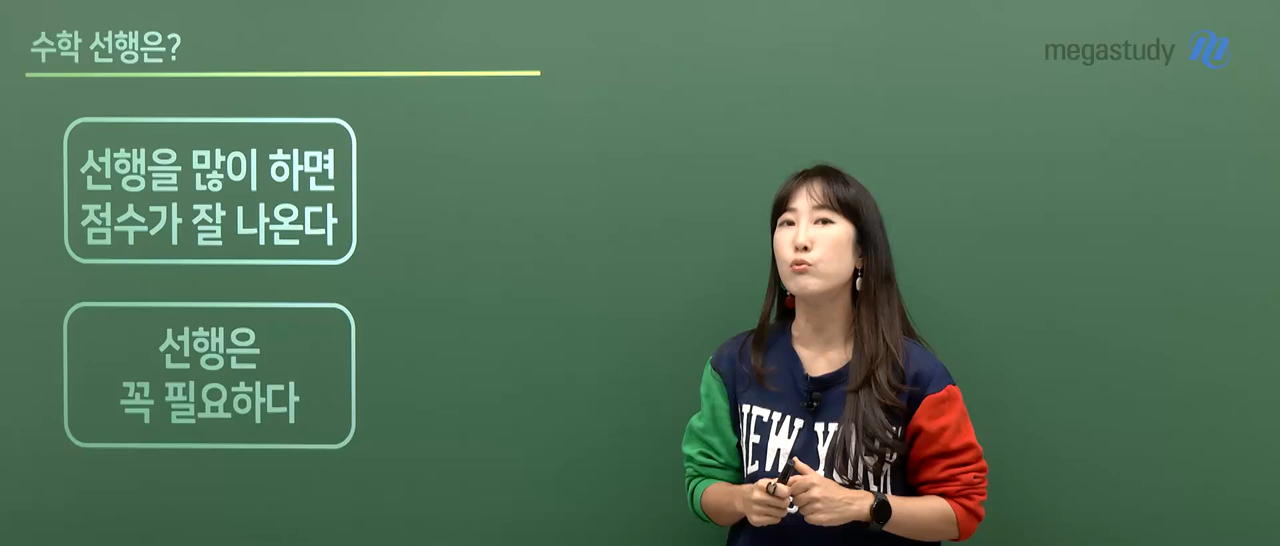 수학 선행은?
megastudy
선행을 많이 하면
점수가 잘 나온다
선행은
꼭 필요하다
NEW YORK